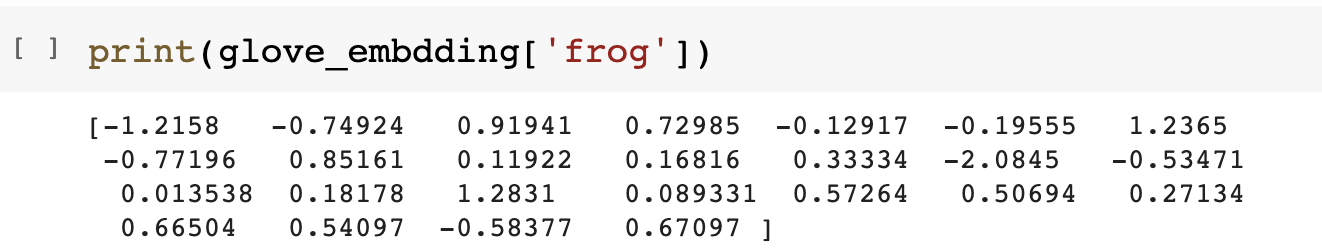 [ ] print(glove_embdding['frog'])
[-1.2158 -0.74924 0.91941 0.72985 -0.12917 -0.19555 1.2365
-0.77196 0.85161 0.11922 0.16816 0.33334 -2.0845 -0.53471
0.013538 0.18178 1.2831 0.089331 0.57264 0.50694 0.27134
0.66504 0.54097 -0.58377 0.67097 ]